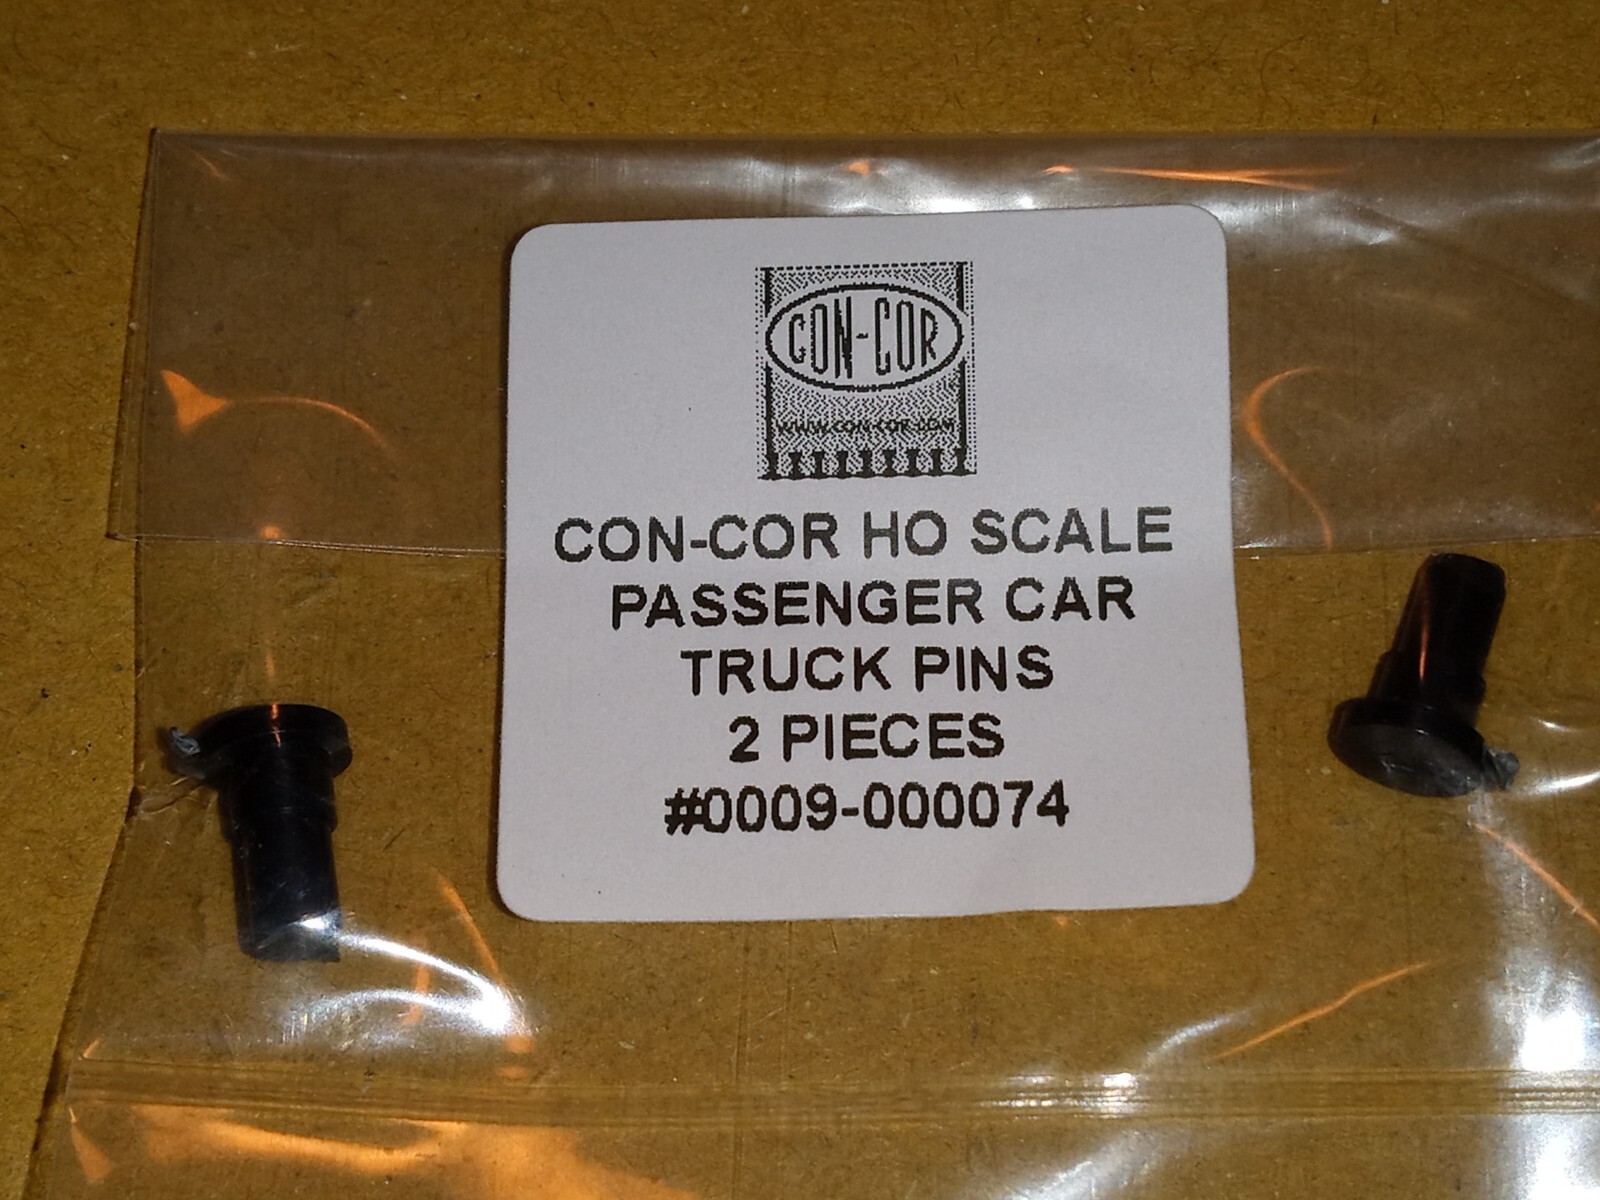 CON-COR
WWW.CON-COR.COM
CON-COR HO SCALE
PASSENGER CAR
TRUCK PINS
2 PIECES
#0009-000074